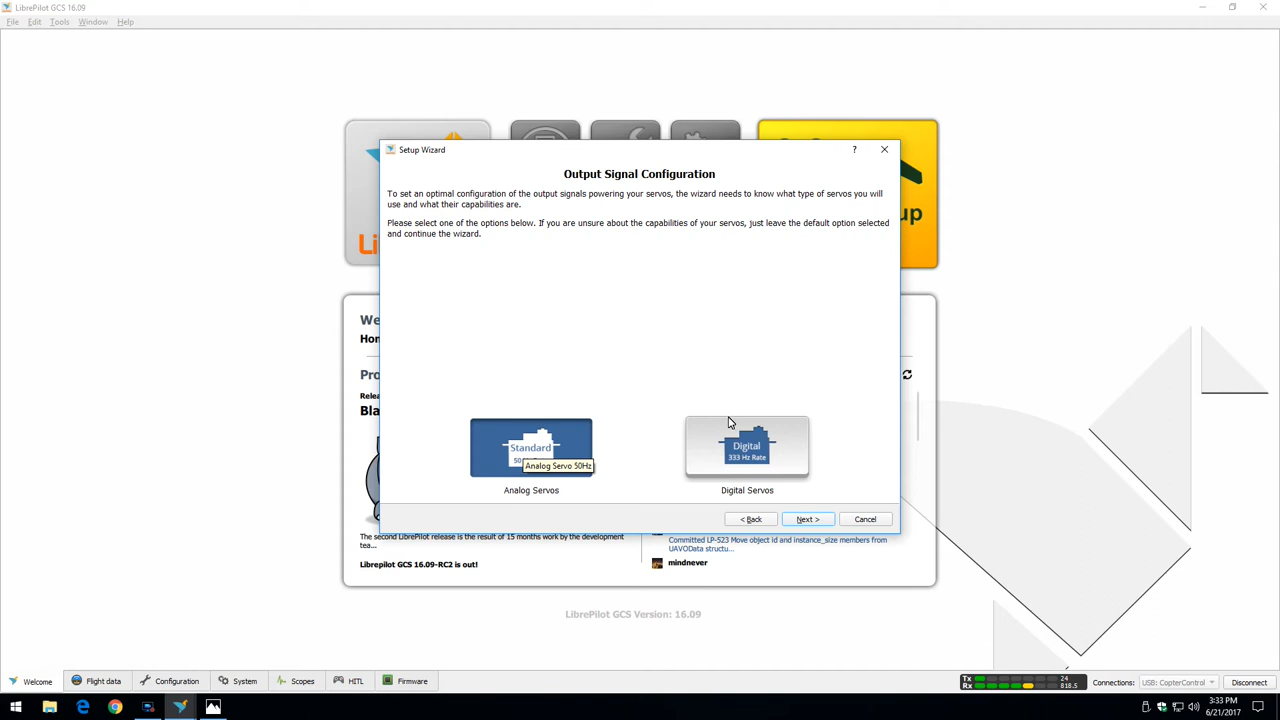 LibrePilot GCS 16.09
File Edit Tools Window Help
Li
up
Setup Wizard
?
Output Signal Configuration
To set an optimal configuration of the output signals powering your servos, the wizard needs to know what type of servos you will
use and what their capabilities are.
Please select one of the options below. If you are unsure about the capabilities of your servos, just leave the default option selected
and continue the wizard.
We
Hon
Pro
Relea
Bla
Standard
50
Analog Servo 50Hz
Analog Servos
Digital
333 Hz Rate
Digital Servos
< Back
Next >
Cancel
The second LibrePilot release is the result of 15 months work by the development
tea...
Librepilot GCS 16.09-RC2 is out!
Committed LP-523 Move object id and instance_size members from
UAVOData structu...
mindnever
LibrePilot GCS Version: 16.09
Welcome Flight data Configuration System Scopes HITL Firmware
Tx 24
Rx 818.5
Connections: USB: CopterControl Disconnect
3:33 PM
6/21/2017